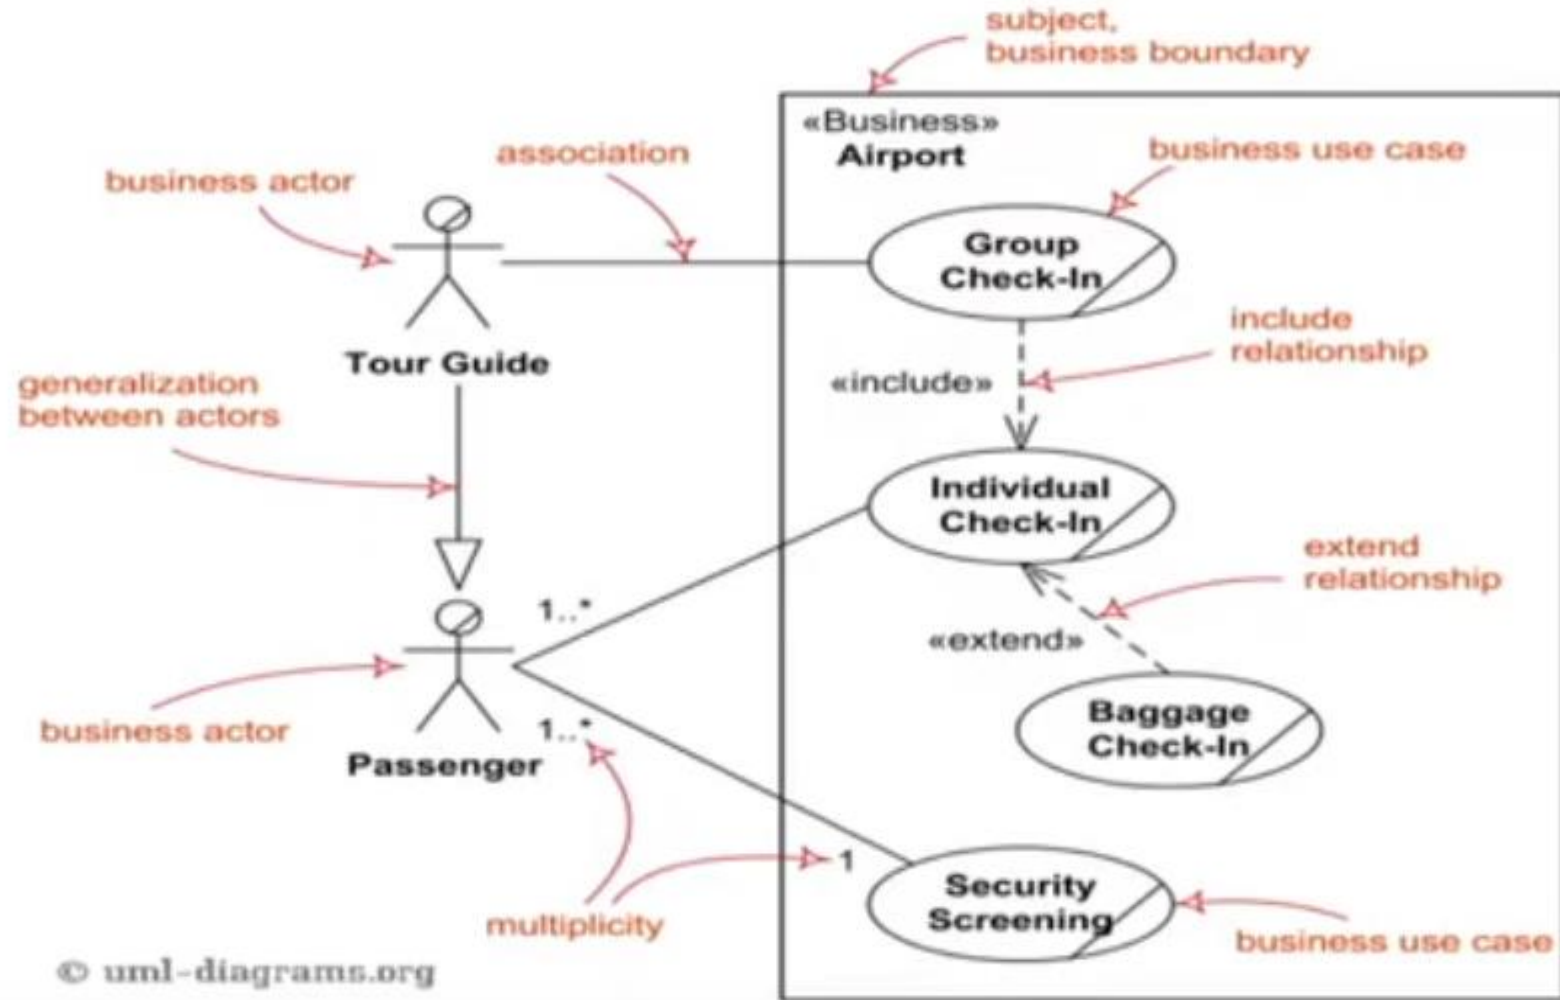 subject,
business boundary
«Business»
Airport
association
business use case
business actor
Group
Check-In
include
relationship
Tour Guide
«include»
generalization
between actors
Individual
Check-In
extend
relationship
1..*
«extend»
business actor
1..*
Baggage
Check-In
Passenger
1
Security
Screening
multiplicity
business use case
© uml-diagrams.org